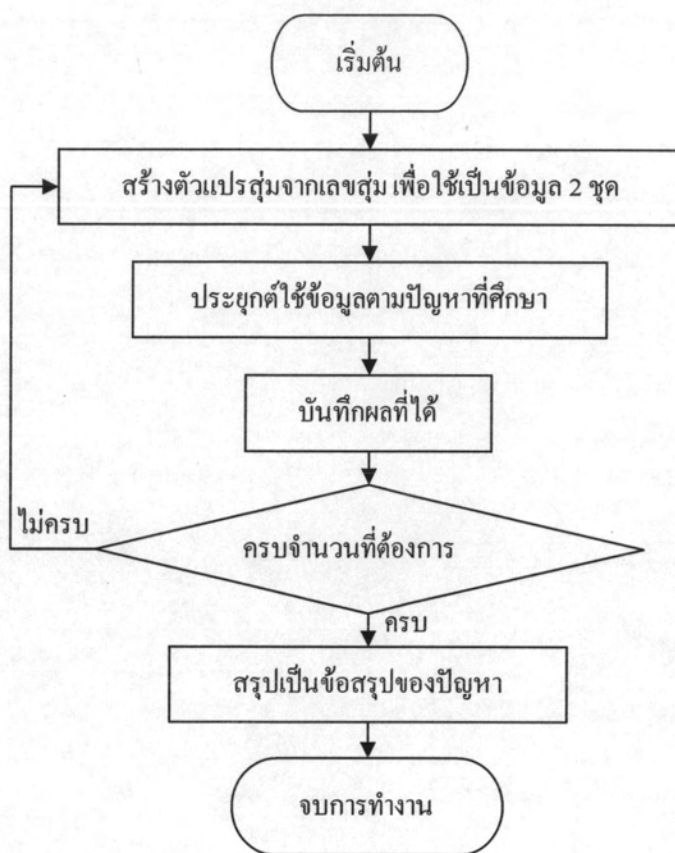 เริ่มต้น
สร้างตัวแปรสุ่มจากเลขสุ่ม เพื่อใช้เป็นข้อมูล 2 ชุด
ประยุกต์ใช้ข้อมูลตามปัญหาที่ศึกษา
บันทึกผลที่ได้
ไม่ครบ
ครบจำนวนที่ต้องการ
ครบ
สรุปเป็นข้อสรุปของปัญหา
จบการทำงาน